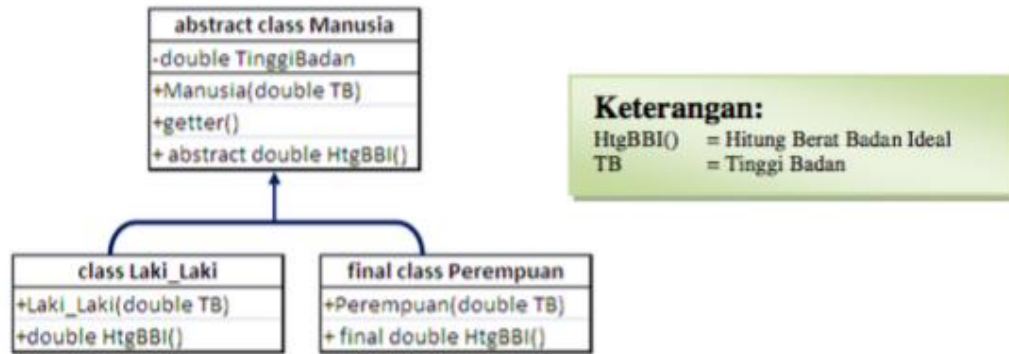 abstract class Manusia
-double TinggiBadan
+Manusia(double TB)
+getter()
+ abstract double HtgBBI()
Keterangan:
HtgBBI() = Hitung Berat Badan Ideal
TB = Tinggi Badan
class Laki_Laki
+Laki_Laki(double TB)
+double HtgBBI()
final class Perempuan
+Perempuan(double TB)
+ final double HtgBBI()